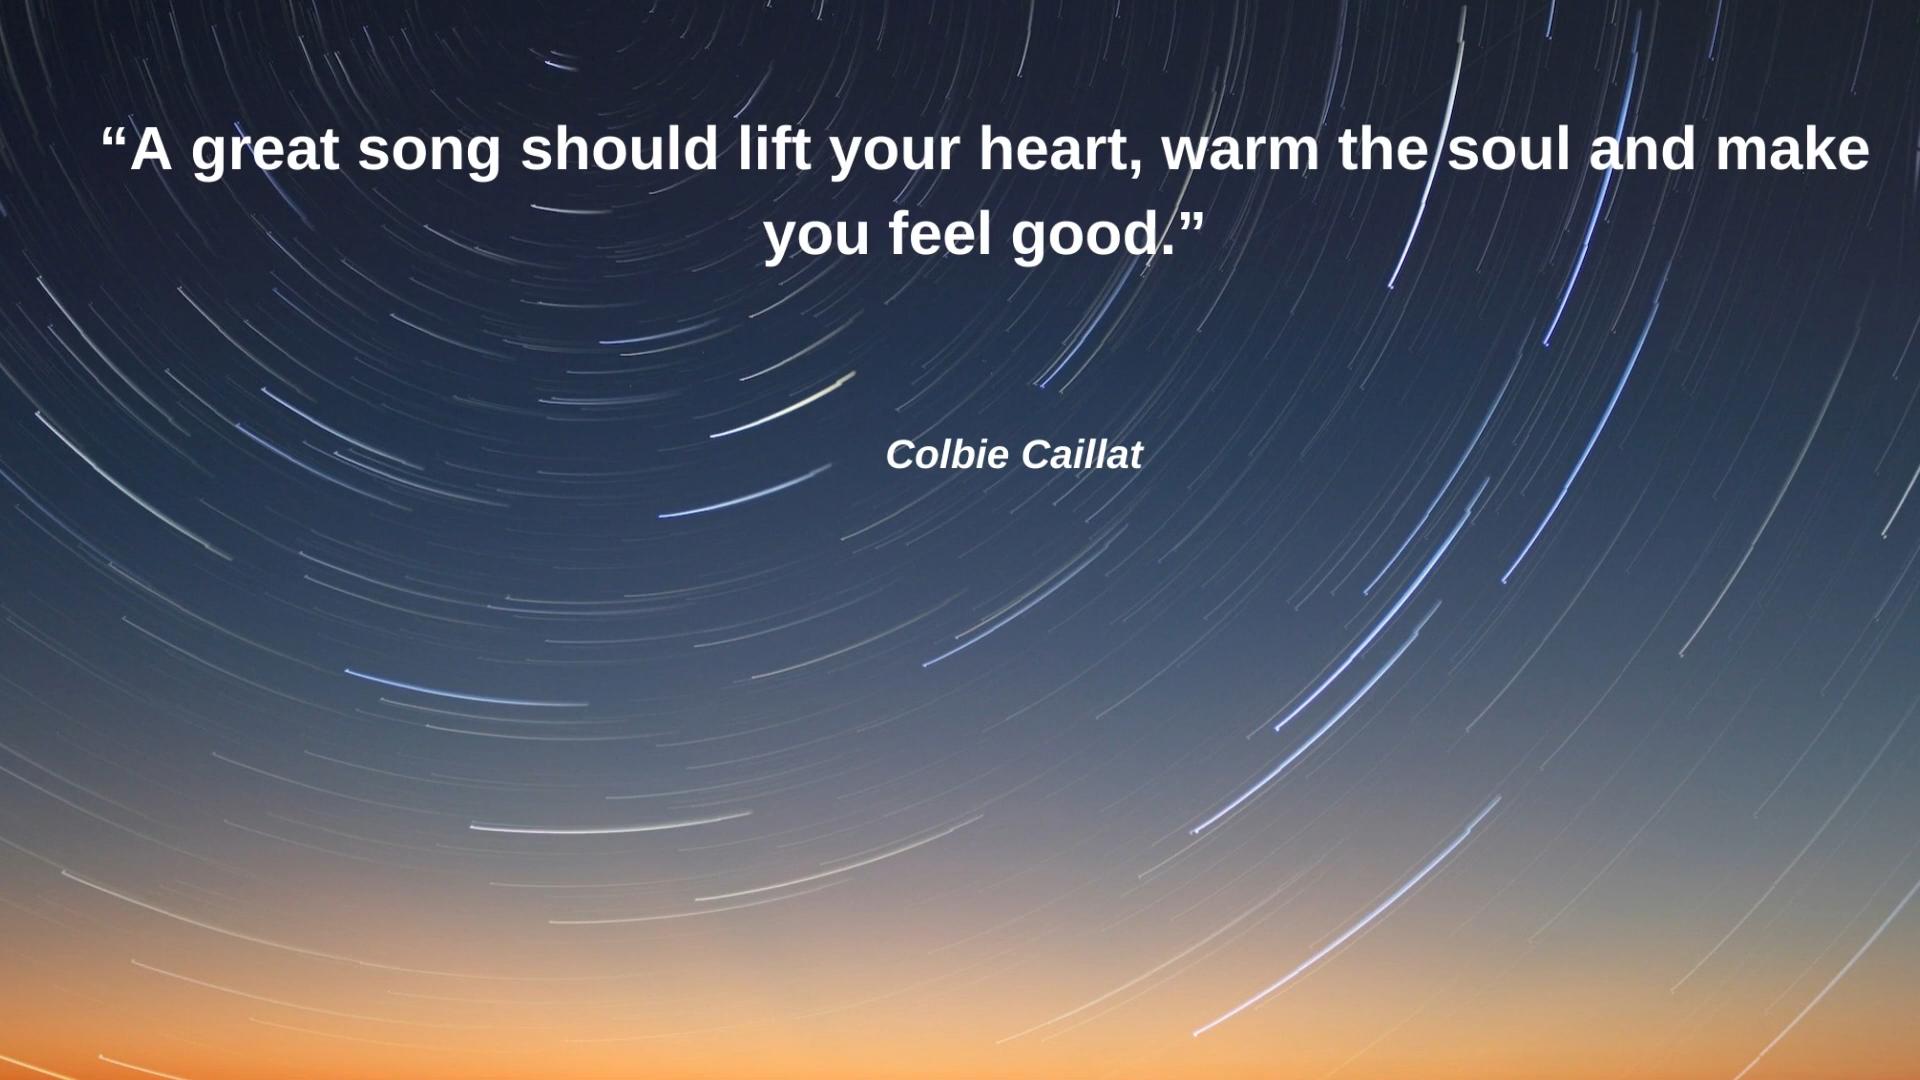 “A great song should lift your heart, warm the soul and make
you feel good.”
Colbie Caillat